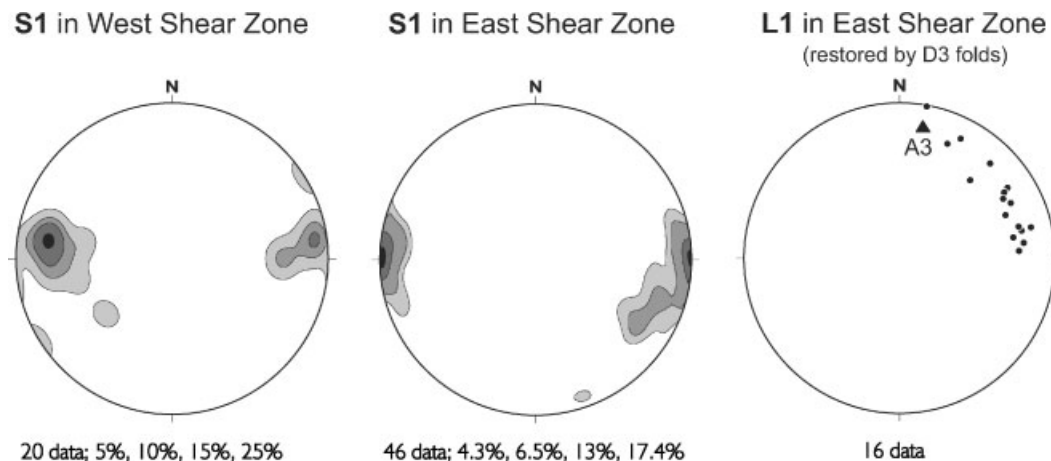 S1 in West Shear Zone
S1 in East Shear Zone
L1 in East Shear Zone
(restored by D3 folds)
N
N
N
A3
20 data; 5%, 10%, 15%, 25%
46 data; 4.3%, 6.5%, 13%, 17.4%
16 data